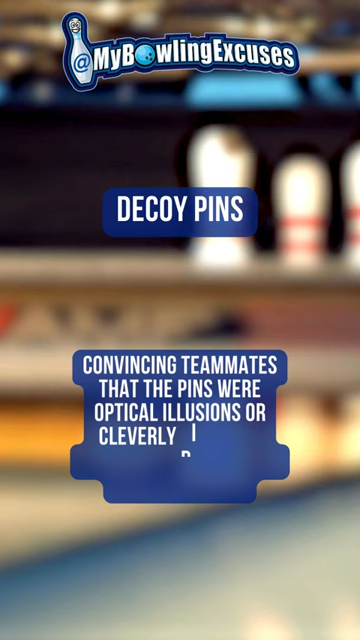 @MyBowlingExcuses
DECOY PINS
CONVINCING TEAMMATES
THAT THE PINS WERE
OPTICAL ILLUSIONS OR
CLEVERLY